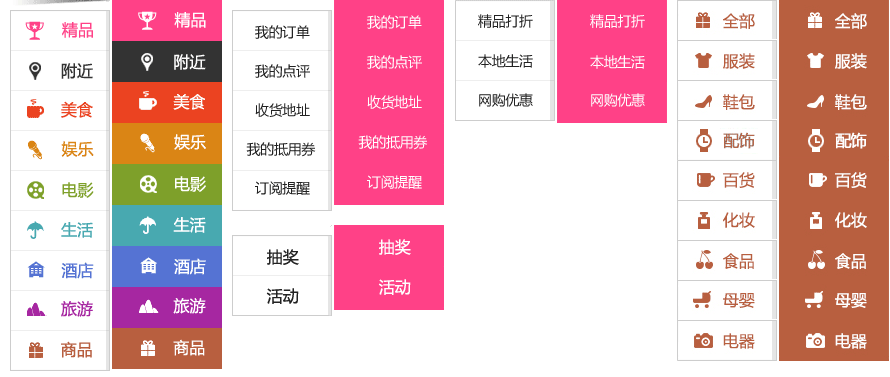 精品
附近
美食
娱乐
电影
生活
酒店
旅游
商品
精品
附近
美食
娱乐
电影
生活
酒店
旅游
商品
我的订单
我的点评
收货地址
我的抵用券
订阅提醒
我的订单
我的点评
收货地址
我的抵用券
订阅提醒
抽奖
活动
抽奖
活动
精品打折
本地生活
网购优惠
精品打折
本地生活
网购优惠
全部
服装
鞋包
配饰
百货
化妆
食品
母婴
电器
全部
服装
鞋包
配饰
百货
化妆
食品
母婴
电器